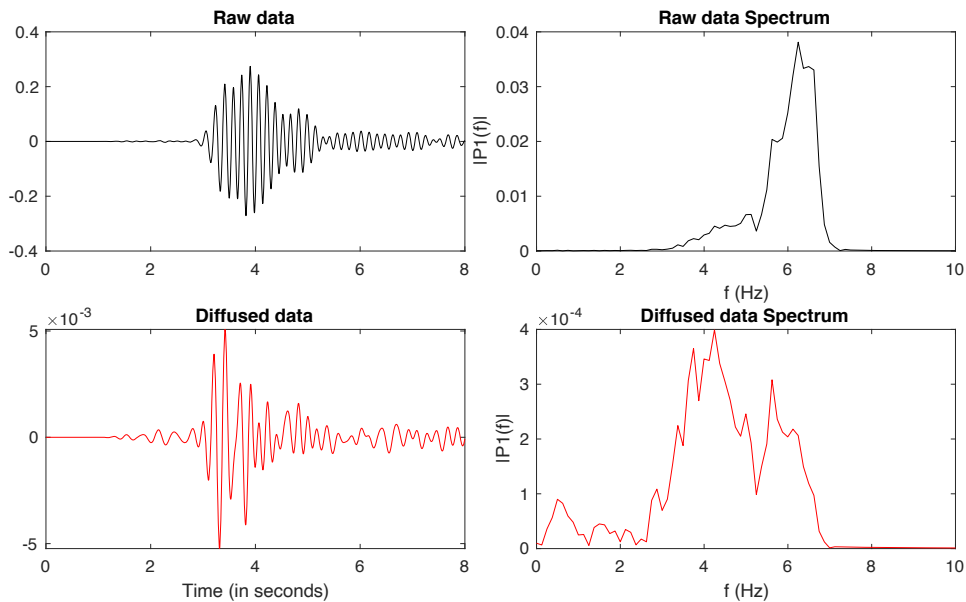 Raw data
0.4
0.2
0
-0.2
-0.4
0 2 4 6 8
Raw data Spectrum
0.04
0.03
0.02
0.01
0
|P1(f)|
0 2 4 6 8 10
f (Hz)
×10⁻³
Diffused data
5
0
-5
0 2 4 6 8
Time (in seconds)
×10⁻⁴
Diffused data Spectrum
4
3
2
1
0
|P1(f)|
0 2 4 6 8 10
f (Hz)